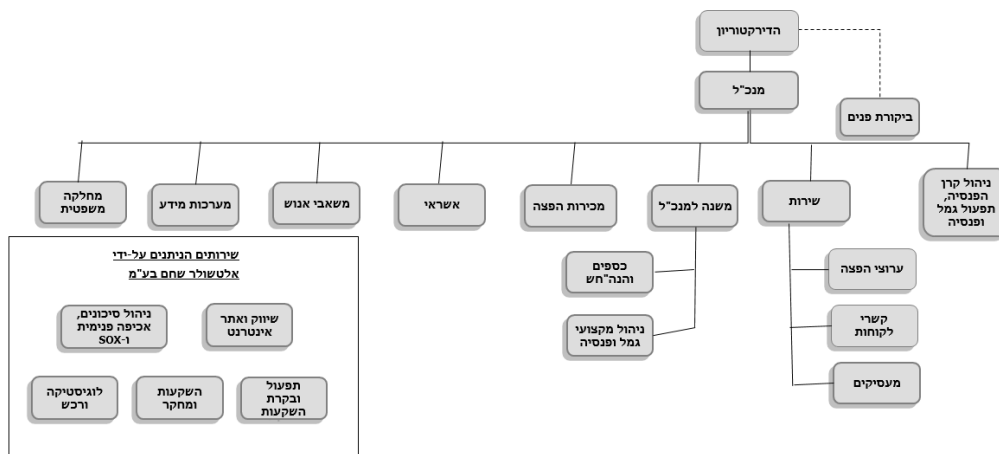 הדירקטוריון
מנכ"ל
ביקורת פנים
ניהול קרן
הפנסיה,
תפעול גמל
ופנסיה
שירות
משנה למנכ"ל
מכירות הפצה
אשראי
משאבי אנוש
מערכות מידע
מחלקה
משפטית
ערוצי הפצה
קשרי
לקוחות
מעסיקים
כספים
והנה"חש
ניהול מקצועי
גמל ופנסיה
שירותים הניתנים על-ידי
אלטשולר שחם בע"מ
שיווק ואתר
אינטרנט
ניהול סיכונים,
אכיפה פנימית
ו-SOX
תפעול
ובקרת
השקעות
השקעות
ומחקר
לוגיסטיקה
ורכש